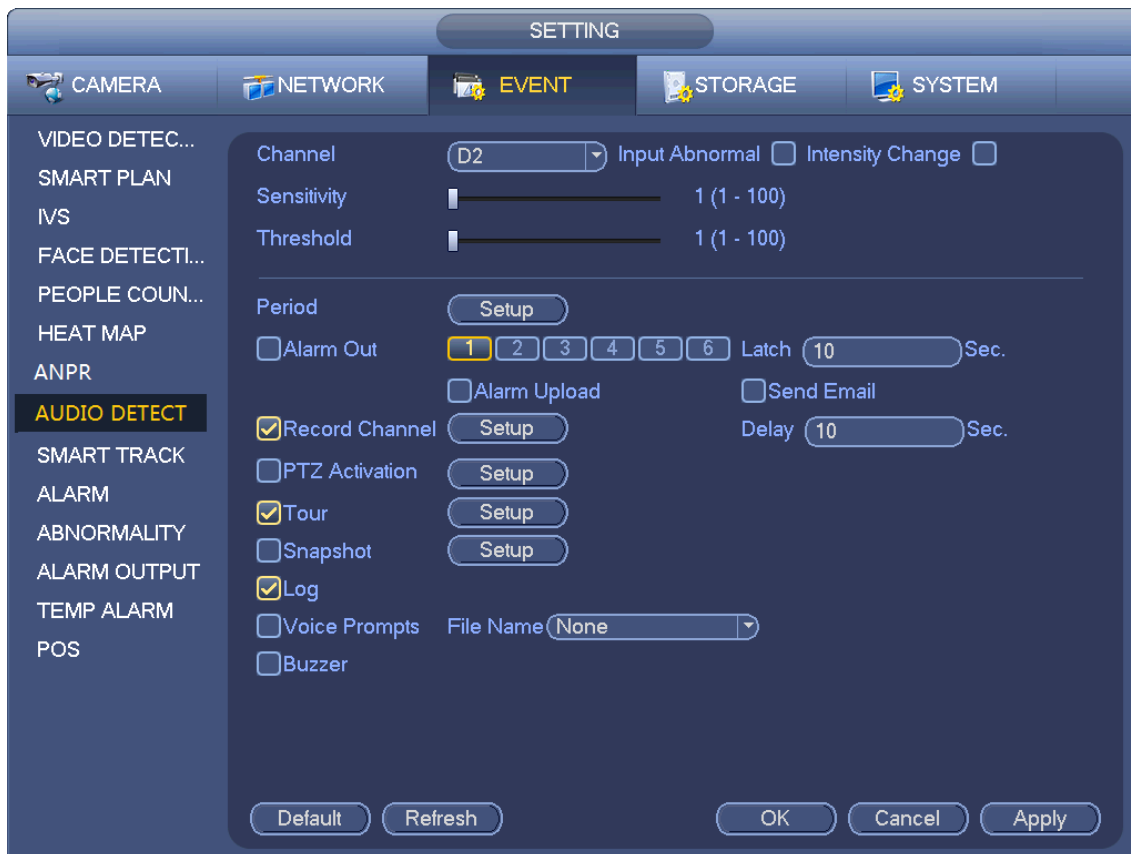 SETTING
CAMERA NETWORK EVENT STORAGE SYSTEM
VIDEO DETEC...
SMART PLAN
IVS
FACE DETECTI...
PEOPLE COUN...
HEAT MAP
ANPR
AUDIO DETECT
SMART TRACK
ALARM
ABNORMALITY
ALARM OUTPUT
TEMP ALARM
POS
Channel D2 Input Abnormal Intensity Change
Sensitivity 1 (1 - 100)
Threshold 1 (1 - 100)
Period Setup
Alarm Out 1 2 3 4 5 6 Latch 10 Sec.
Alarm Upload Send Email
Record Channel Setup Delay 10 Sec.
PTZ Activation Setup
Tour Setup
Snapshot Setup
Log
Voice Prompts File Name None
Buzzer
Default Refresh OK Cancel Apply